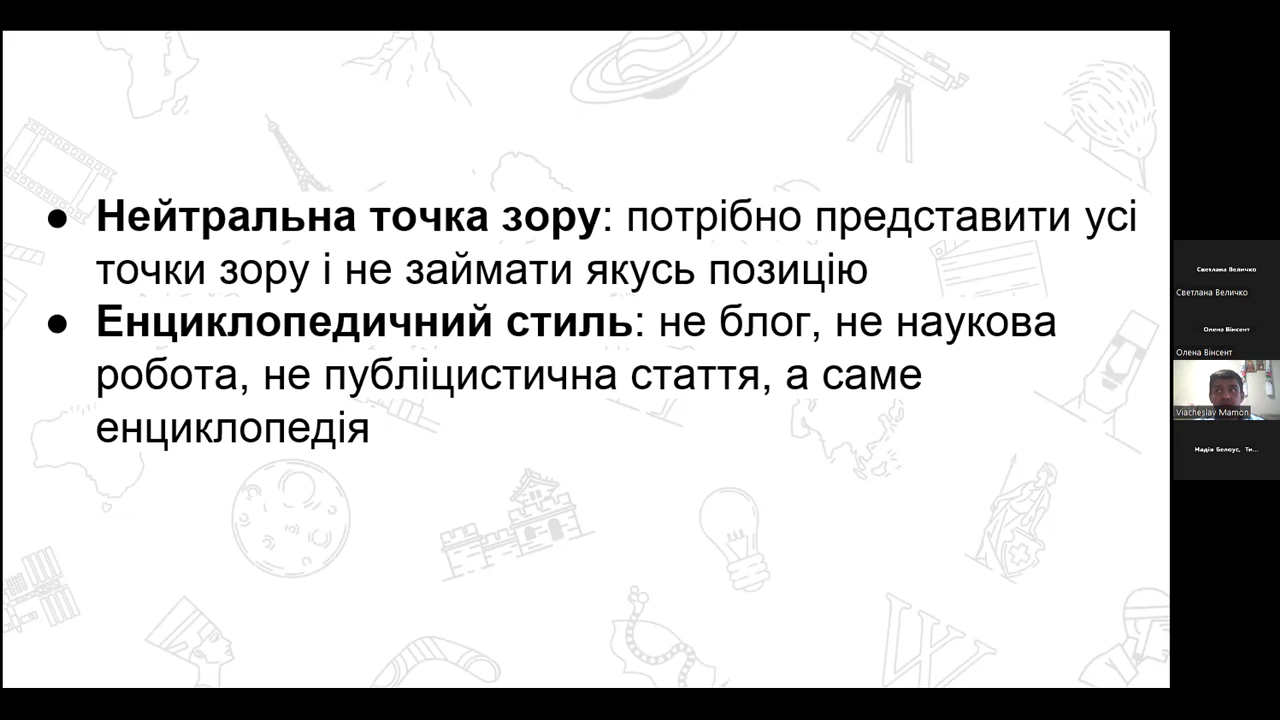 ● Нейтральна точка зору: потрібно представити усі
точки зору і не займати якусь позицію
● Енциклопедичний стиль: не блог, не наукова
робота, не публіцистична стаття, а саме
енциклопедія
Светлана Величко
Светлана Величко
Олена Вінсент
Олена Вінсент
Viacheslav Mamon
Надія Белоус, Ти...